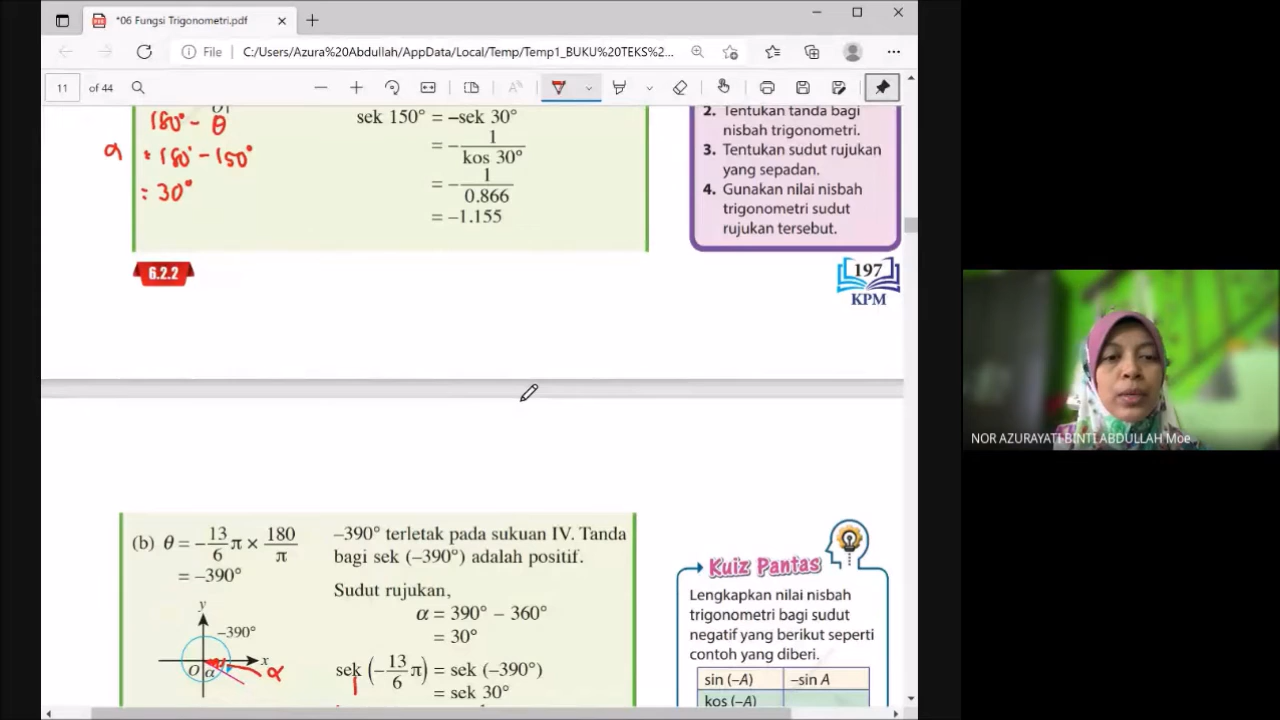 *06 Fungsi Trigonometri.pdf
File C:/Users/Azura%20Abdullah/AppData/Local/Temp/Temp1_BUKU%20TEKS%2...
11 of 44
180° - θ
α = 180° - 150°
= 30°
sek 150° = –sek 30°
= – 1/kos 30°
= – 1/0.866
= –1.155
2. Tentukan tanda bagi
nisbah trigonometri.
3. Tentukan sudut rujukan
yang sepadan.
4. Gunakan nilai nisbah
trigonometri sudut
rujukan tersebut.
6.2.2
197
KPM
(b) θ = – 13/6 π × 180/π
= –390°
y
–390°
x
O α
α
–390° terletak pada sukuan IV. Tanda
bagi sek (–390°) adalah positif.
Sudut rujukan,
α = 390° – 360°
= 30°
sek (– 13/6 π) = sek (–390°)
= sek 30°
Kuiz Pantas
Lengkapkan nilai nisbah
trigonometri bagi sudut
negatif yang berikut seperti
contoh yang diberi.
sin (–A) –sin A
kos (–A)
NOR AZURAYATI BINTI ABDULLAH Moe